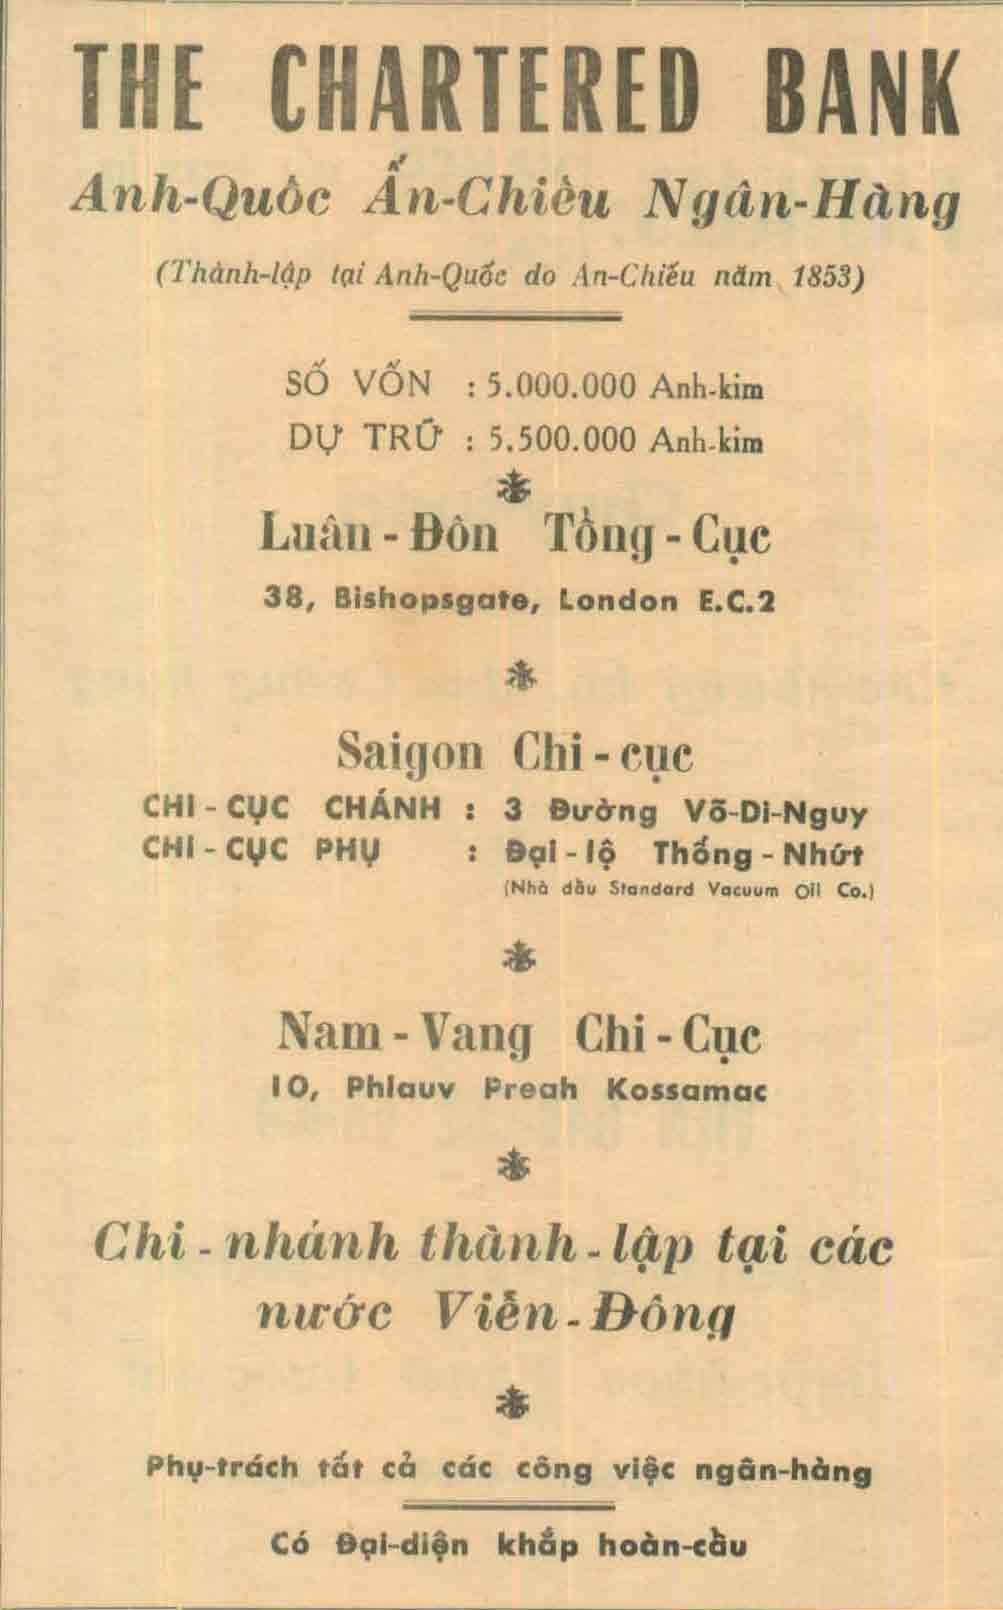 THE CHARTERED BANK
Anh-Quôc Ấn-Chiêu Ngân-Hàng
(Thành-lập tại Anh-Quốc do An-Chiếu năm 1853)
SỐ VỐN : 5.000.000 Anh-kim
DỰ TRỮ : 5.500.000 Anh-kim
Luân-Đôn Tổng-Cục
38, Bishopsgate, London E.C.2
Saigon Chi-cục
CHI-CỤC CHÁNH : 3 Đường Võ-Di-Nguy
CHI-CỤC PHỤ : Đại-lộ Thống-Nhứt
(Nhà dầu Standard Vacuum Oil Co.)
Nam-Vang Chi-Cục
10, Phlauv Preah Kossamac
Chi-nhánh thành-lập tại các
nước Viễn-Đông
Phụ-trách tất cả các công việc ngân-hàng
Có Đại-diện khắp hoàn-cầu